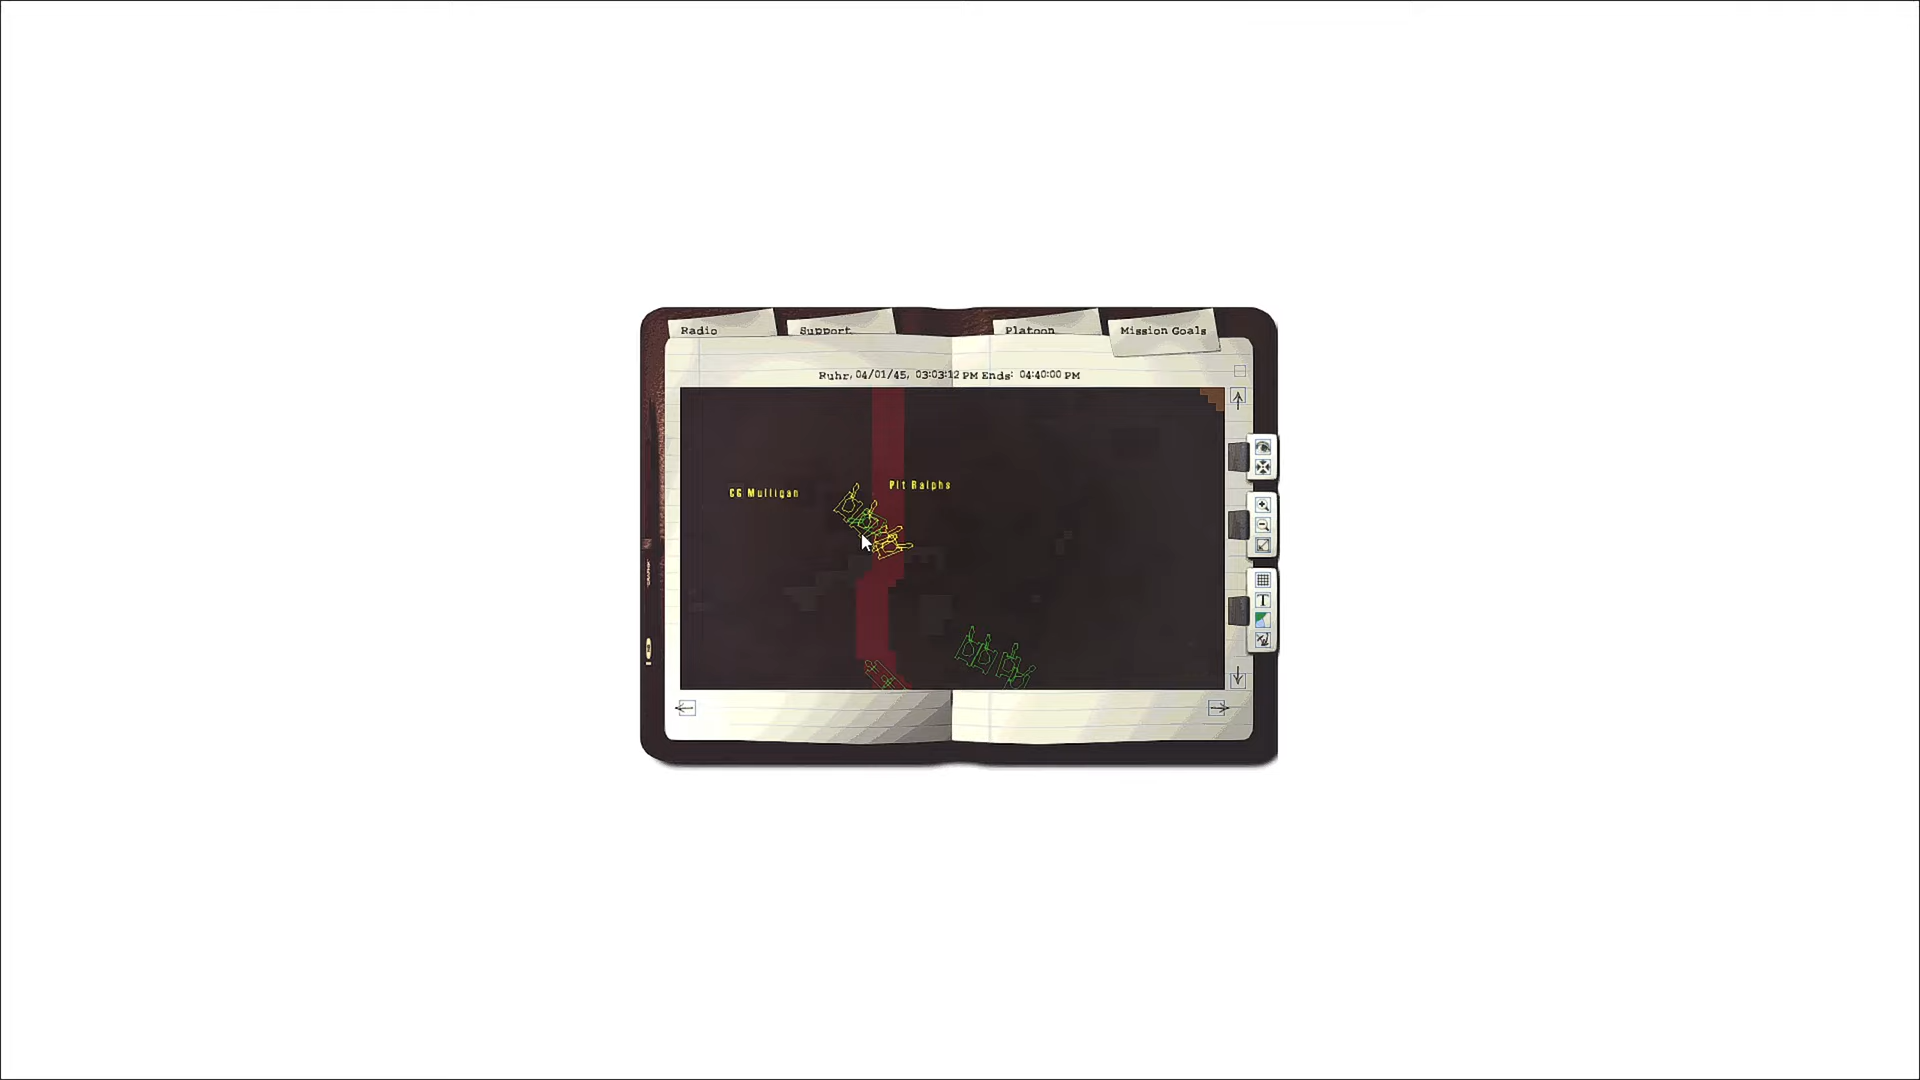 Radio
Support
Platoon
Mission Goals
Ruhr, 04/01/45, 03:03:12 PM Ends: 04:40:00 PM
CG Mulligan
Plt Ralphs
T